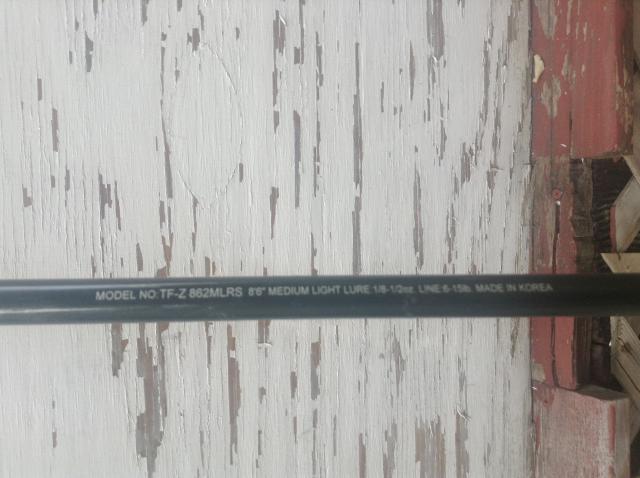 MODEL NO:TF-Z 862MLRS 8'6" MEDIUM LIGHT LURE 1/8-1/2oz. LINE:6-15lb. MADE IN KOREA